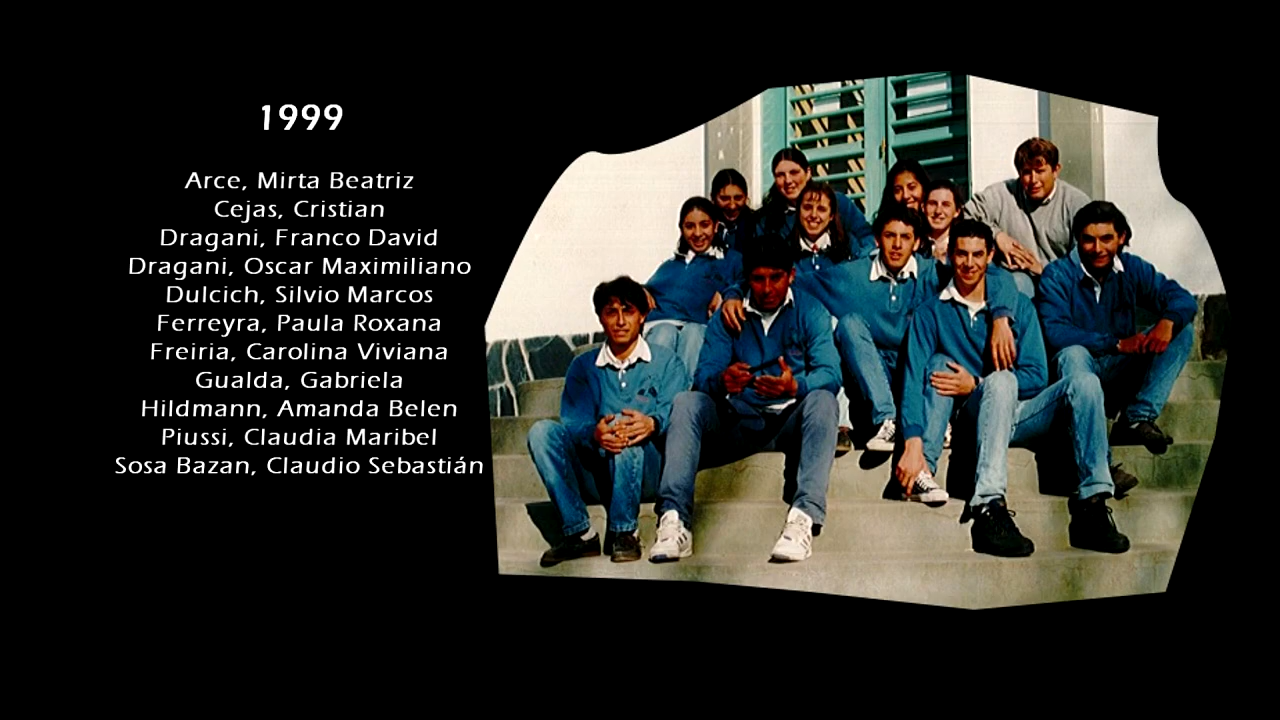 1999
Arce, Mirta Beatriz
Cejas, Cristian
Dragani, Franco David
Dragani, Oscar Maximiliano
Dulcich, Silvio Marcos
Ferreyra, Paula Roxana
Freiria, Carolina Viviana
Gualda, Gabriela
Hildmann, Amanda Belen
Piussi, Claudia Maribel
Sosa Bazan, Claudio Sebastián